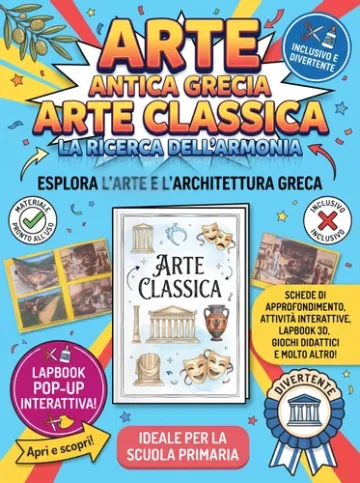 ARTE
ANTICA GRECIA
ARTE CLASSICA
LA RICERCA DELL'ARMONIA
INCLUSIVO E
DIVERTENTE
ESPLORA L'ARTE E L'ARCHITETTURA GRECA
MATERIALE
PRONTO ALL'USO
INCLUSIVO
INCLUSIVO
ARTE
CLASSICA
SCHEDE DI
APPROFONDIMENTO,
ATTIVITÀ INTERATTIVE,
LAPBOOK 3D,
GIOCHI DIDATTICI
E MOLTO ALTRO!
LAPBOOK
POP-UP
INTERATTIVA!
Apri e scopri!
DIVERTENTE
IDEALE PER LA
SCUOLA PRIMARIA